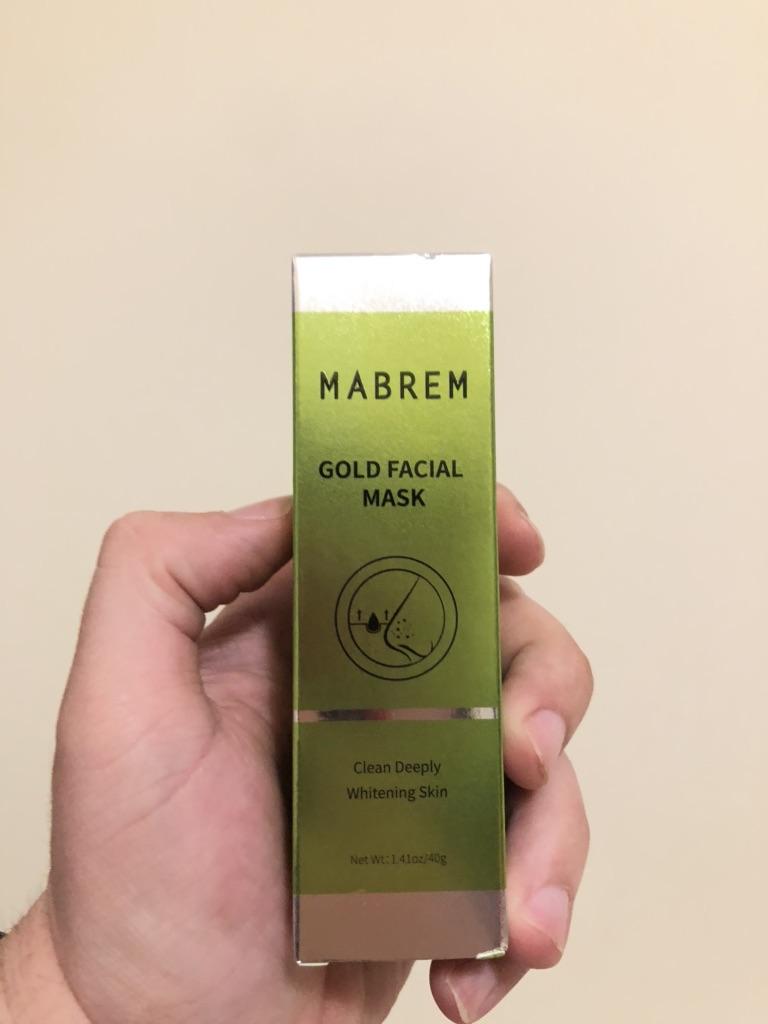 MABREM
GOLD FACIAL
MASK
Clean Deeply
Whitening Skin
Net Wt:1.41oz/40g